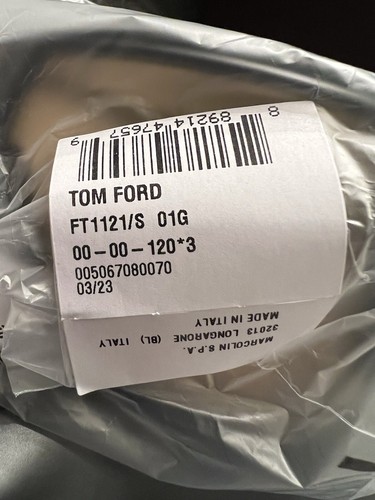 8 89214 47657 9
TOM FORD
FT1121/S 01G
00-00-120*3
005067080070
03/23
MARCOLIN S.P.A.
32013 LONGARONE (BL) ITALY
MADE IN ITALY